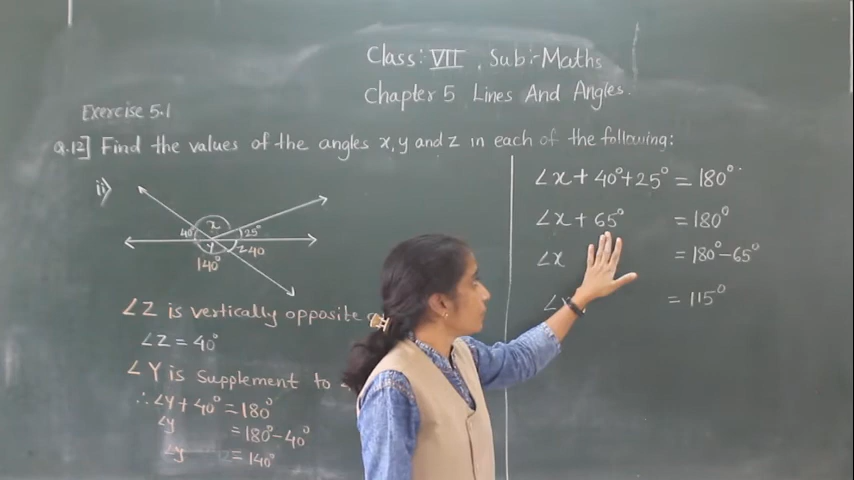 Class:- VII, Sub:- Maths
Chapter 5 Lines And Angles.
Exercise 5.1
Q.12] Find the values of the angles x, y and z in each of the following:
ii)
x
40°
25°
y
z 40
140°
∠Z is vertically opposite
∠Z = 40°
∠Y is Supplement to
∴ ∠Y + 40° = 180°
∠y = 180° - 40°
∠y = 140°
∠x + 40° + 25° = 180°
∠x + 65° = 180°
∠x = 180° - 65°
∠ = 115°